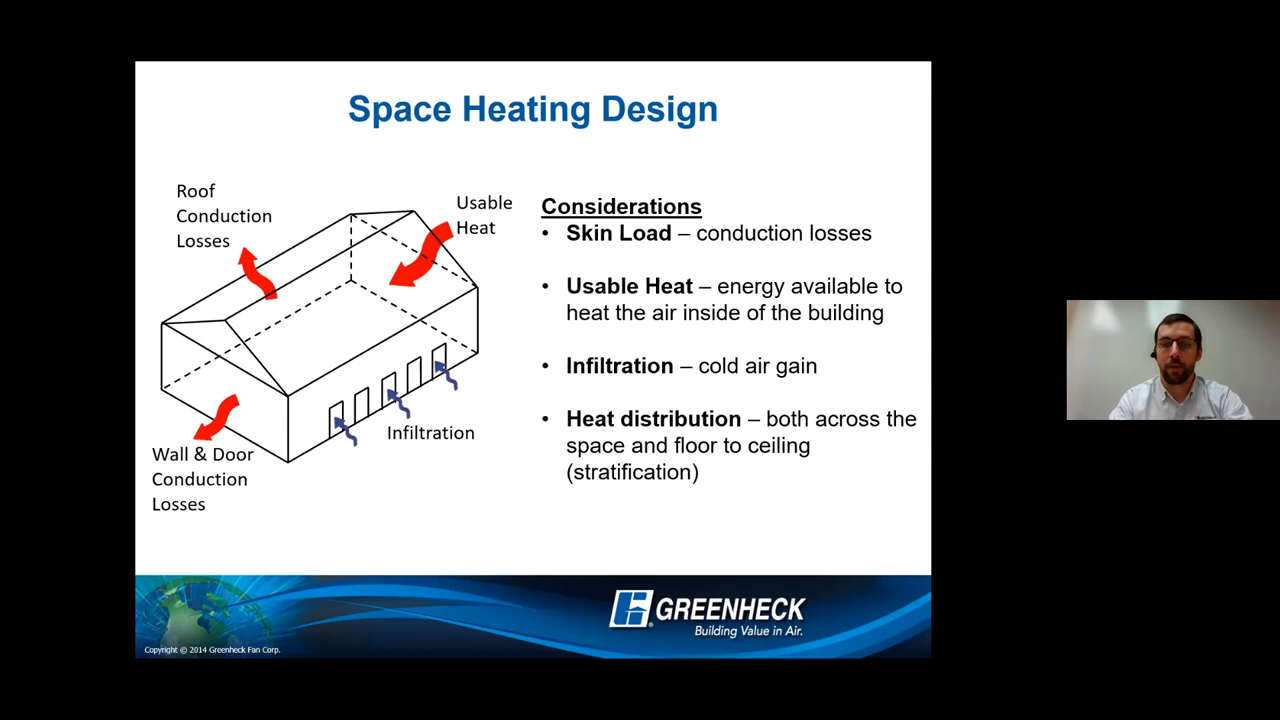 Space Heating Design
Roof
Conduction
Losses
Usable
Heat
Infiltration
Wall & Door
Conduction
Losses
Considerations
• Skin Load – conduction losses
• Usable Heat – energy available to
heat the air inside of the building
• Infiltration – cold air gain
• Heat distribution – both across the
space and floor to ceiling
(stratification)
GREENHECK
Building Value in Air.
Copyright © 2014 Greenheck Fan Corp.